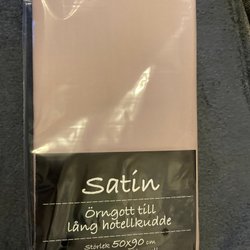 Satin
Örngott till
lång hotellkudde
Storlek 50x90 cm